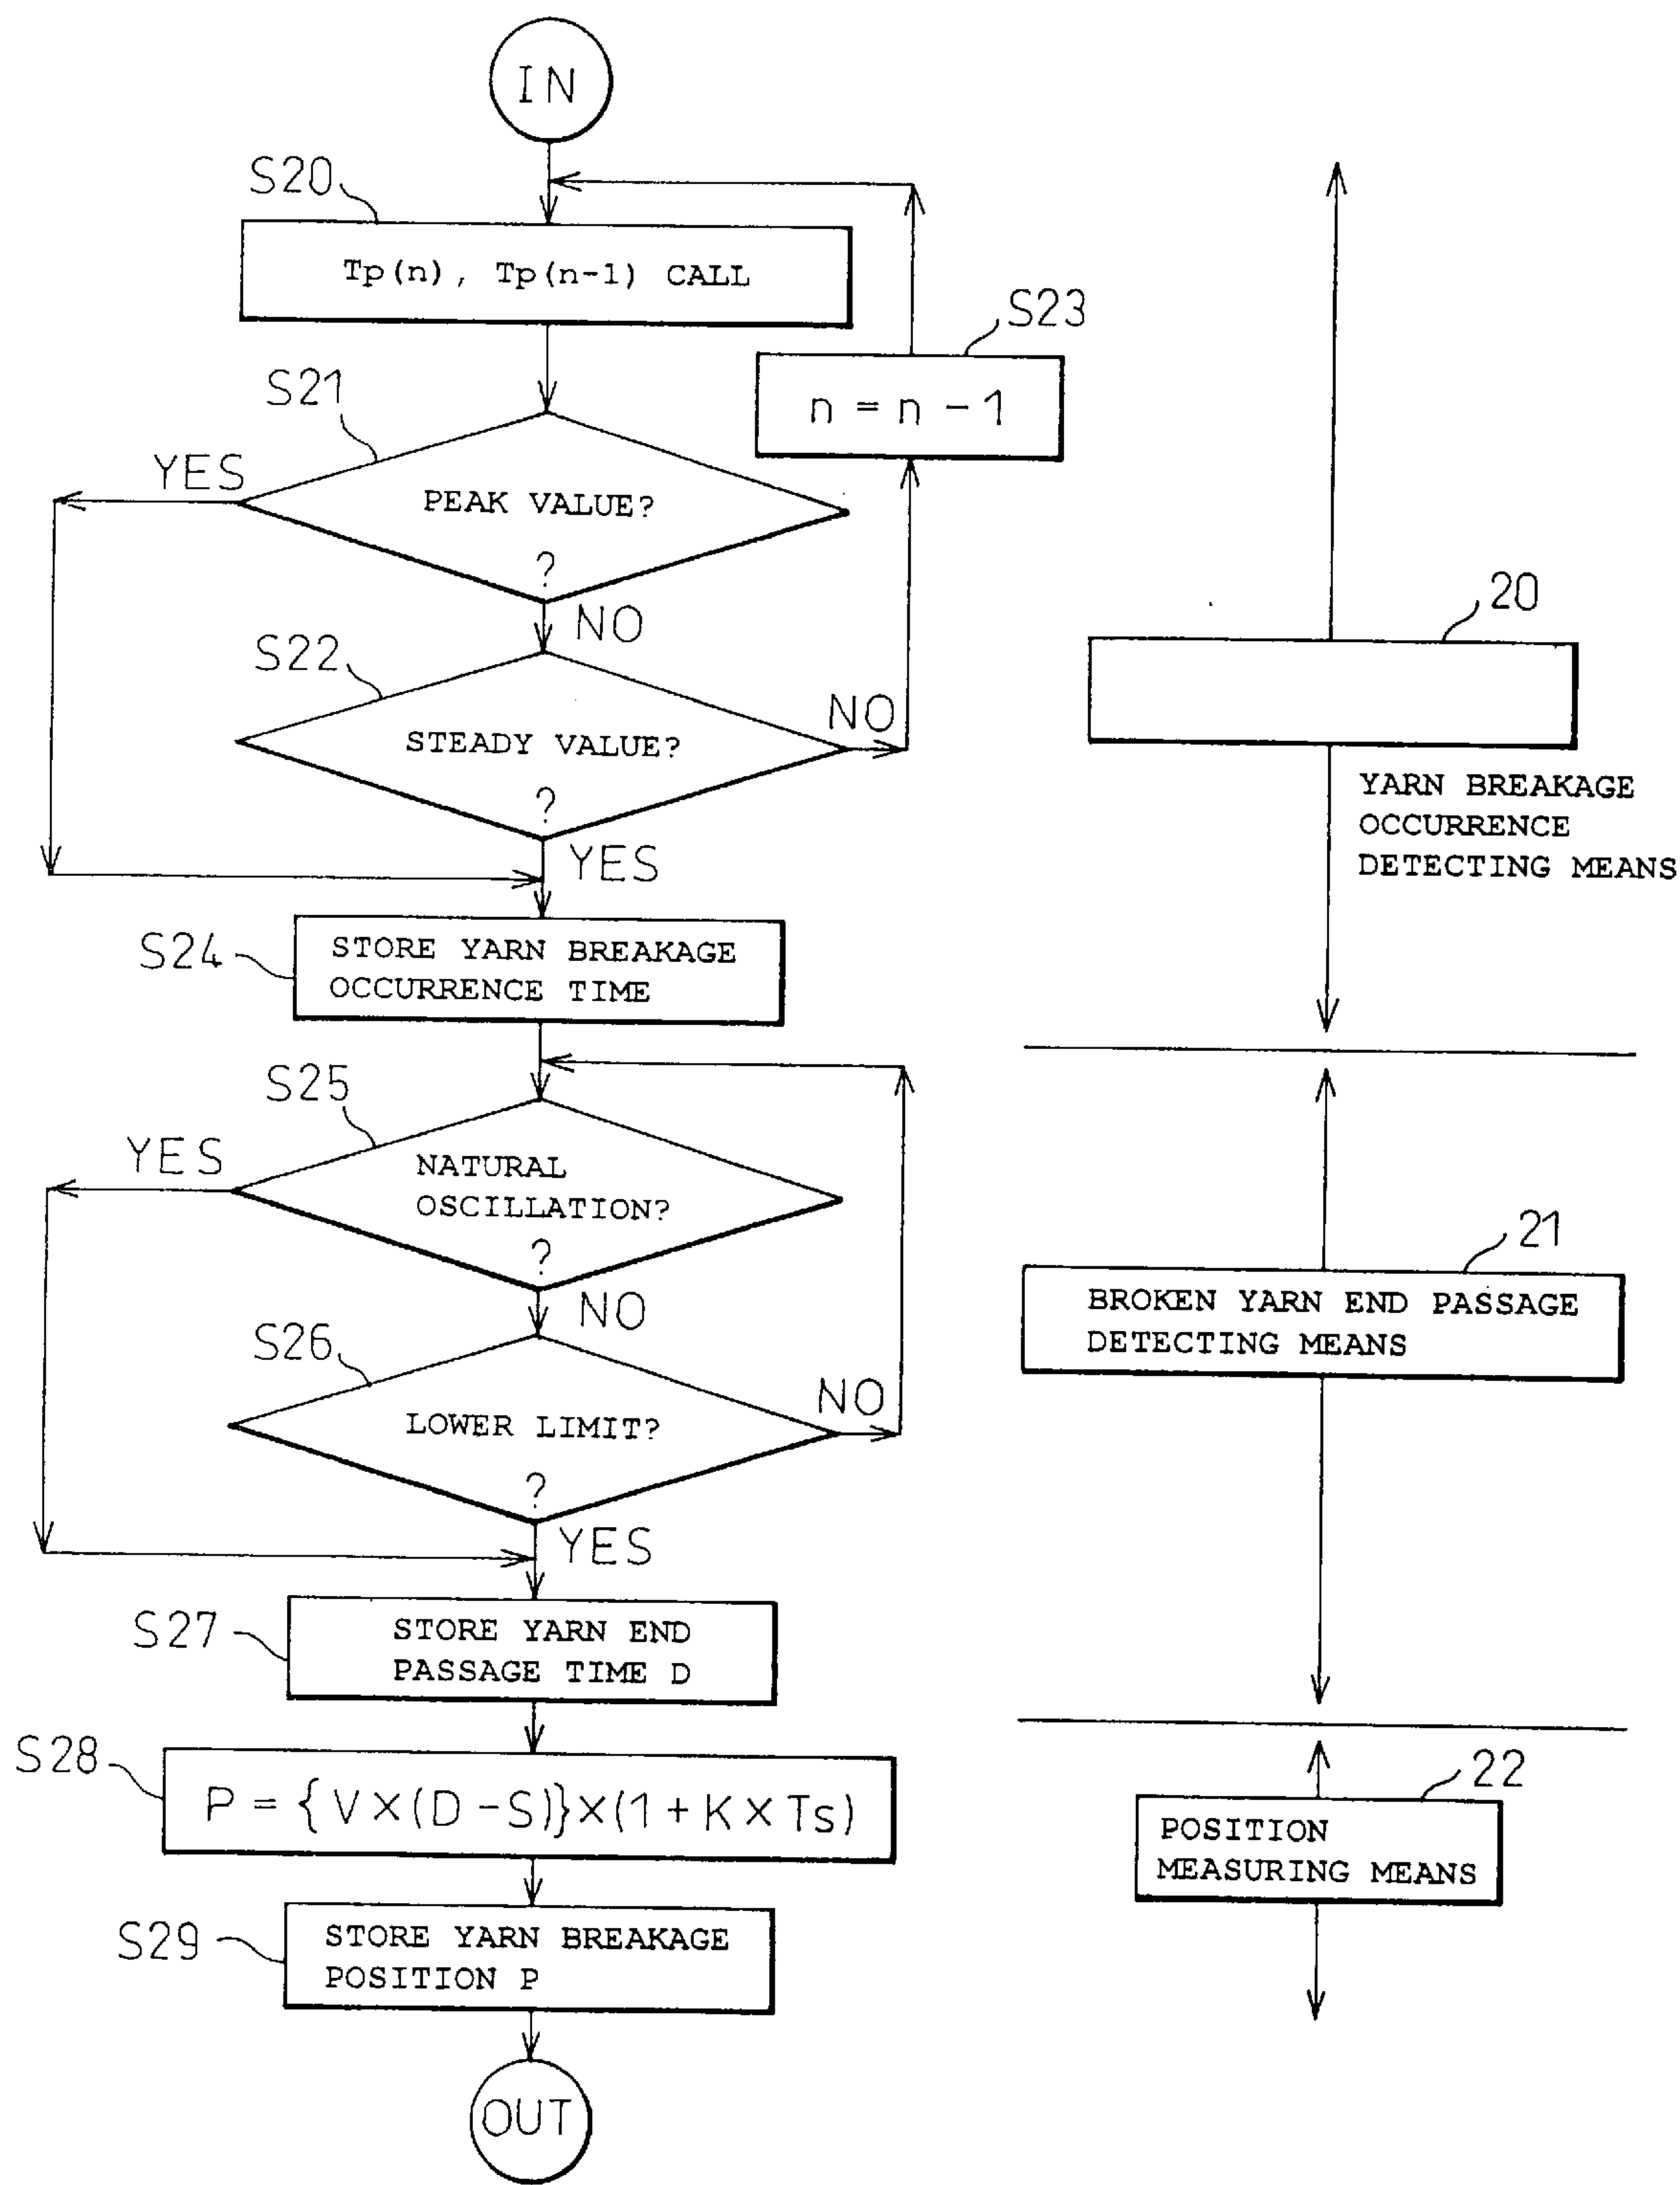 IN
S20
Tp(n), Tp(n-1) CALL
S23
n = n - 1
S21
YES
PEAK VALUE?
?
NO
S22
STEADY VALUE?
NO
?
YES
20
YARN BREAKAGE
OCCURRENCE
DETECTING MEANS
S24
STORE YARN BREAKAGE
OCCURRENCE TIME
S25
YES
NATURAL
OSCILLATION?
?
NO
S26
LOWER LIMIT?
NO
?
YES
21
BROKEN YARN END PASSAGE
DETECTING MEANS
S27
STORE YARN END
PASSAGE TIME D
S28
P = {V×(D-S)}×(1+K×Ts)
22
POSITION
MEASURING MEANS
S29
STORE YARN BREAKAGE
POSITION P
OUT